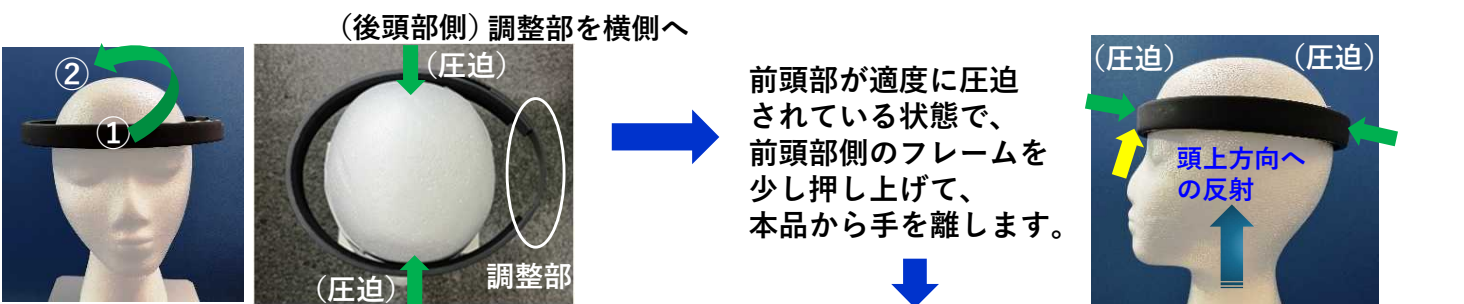 （後頭部側）調整部を横側へ
②
①
（圧迫）
（圧迫）
調整部
前頭部が適度に圧迫
されている状態で、
前頭部側のフレームを
少し押し上げて、
本品から手を離します。
（圧迫）
（圧迫）
頭上方向へ
の反射